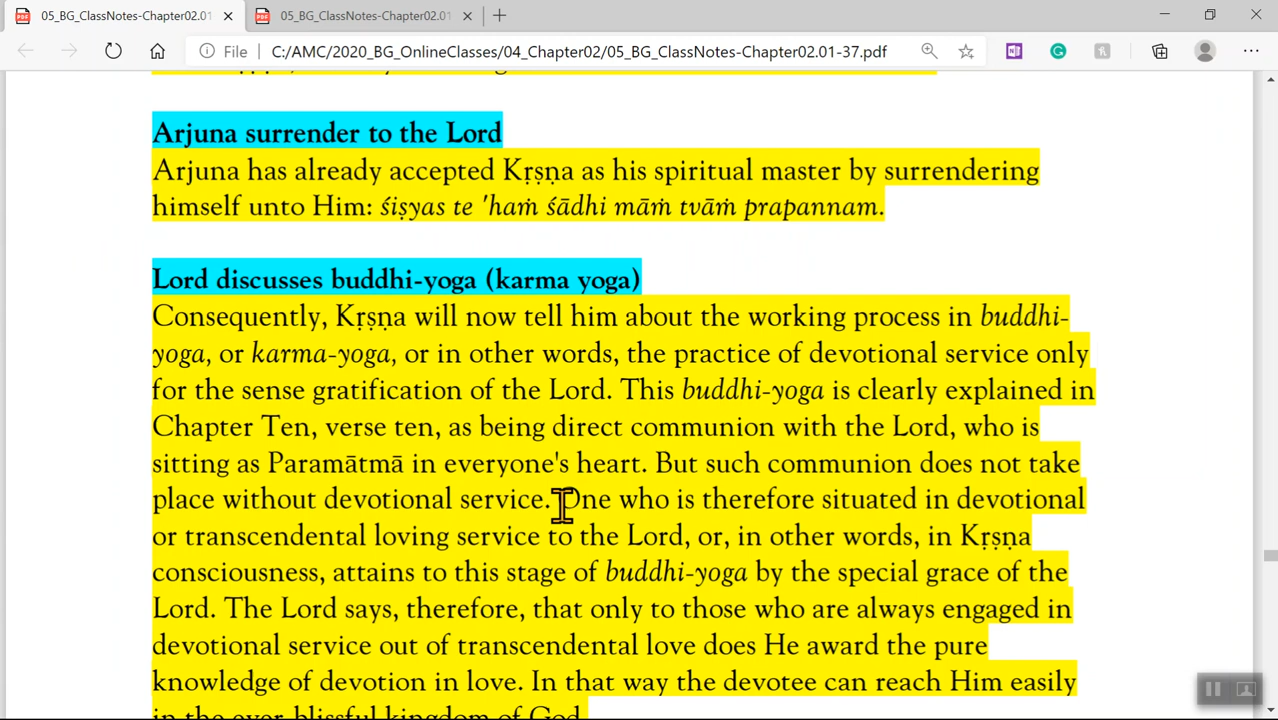 05_BG_ClassNotes-Chapter02.01
05_BG_ClassNotes-Chapter02.01
File C:/AMC/2020_BG_OnlineClasses/04_Chapter02/05_BG_ClassNotes-Chapter02.01-37.pdf
Arjuna surrender to the Lord
Arjuna has already accepted Kṛṣṇa as his spiritual master by surrendering
himself unto Him: śiṣyas te 'haṁ śādhi māṁ tvāṁ prapannam.
Lord discusses buddhi-yoga (karma yoga)
Consequently, Kṛṣṇa will now tell him about the working process in buddhi-
yoga, or karma-yoga, or in other words, the practice of devotional service only
for the sense gratification of the Lord. This buddhi-yoga is clearly explained in
Chapter Ten, verse ten, as being direct communion with the Lord, who is
sitting as Paramātmā in everyone's heart. But such communion does not take
place without devotional service. One who is therefore situated in devotional
or transcendental loving service to the Lord, or, in other words, in Kṛṣṇa
consciousness, attains to this stage of buddhi-yoga by the special grace of the
Lord. The Lord says, therefore, that only to those who are always engaged in
devotional service out of transcendental love does He award the pure
knowledge of devotion in love. In that way the devotee can reach Him easily
in the ever-blissful kingdom of God.